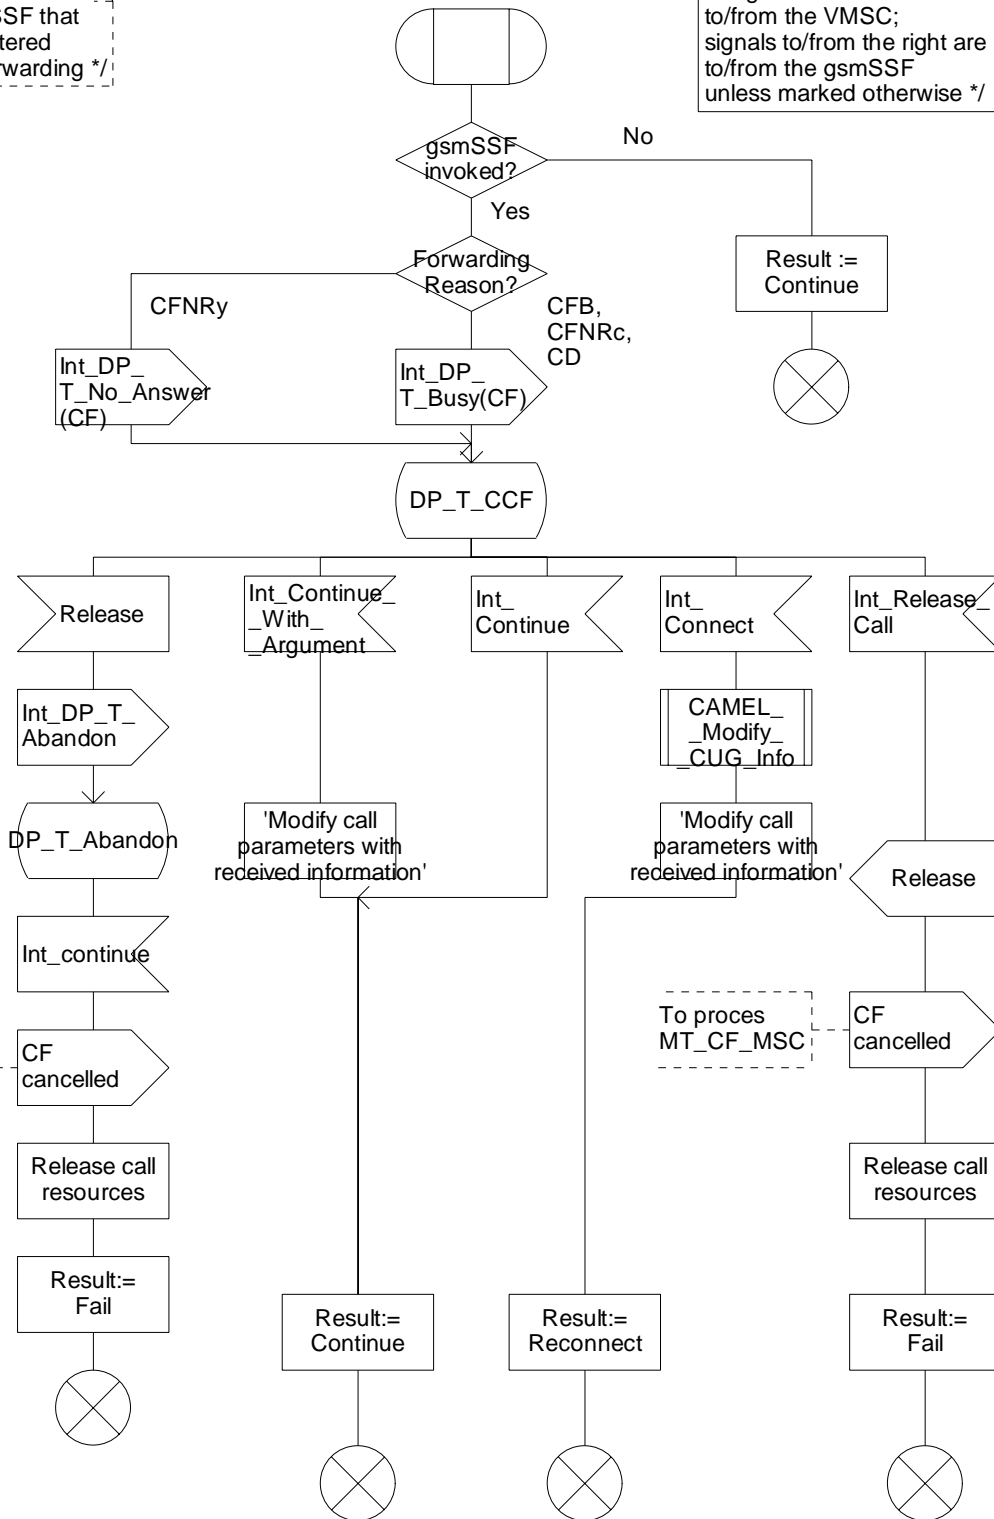 SSF that
tered
rwarding */
to/from the VMSC;
signals to/from the right are
to/from the gsmSSF
unless marked otherwise */
gsmSSF
invoked?
No
Yes
Forwarding
Reason?
Result :=
Continue
CFNRy
CFB,
CFNRc,
CD
Int_DP_
T_No_Answer
(CF)
Int_DP_
T_Busy(CF)
DP_T_CCF
Release
Int_Continue_
_With_
_Argument
Int_
Continue
Int_
Connect
Int_Release_
Call
Int_DP_T_
Abandon
CAMEL_
_Modify_
_CUG_Info
DP_T_Abandon
'Modify call
parameters with
received information'
'Modify call
parameters with
received information'
Release
Int_continue
To proces
MT_CF_MSC
CF
cancelled
CF
cancelled
Release call
resources
Release call
resources
Result:=
Fail
Result:=
Continue
Result:=
Reconnect
Result:=
Fail